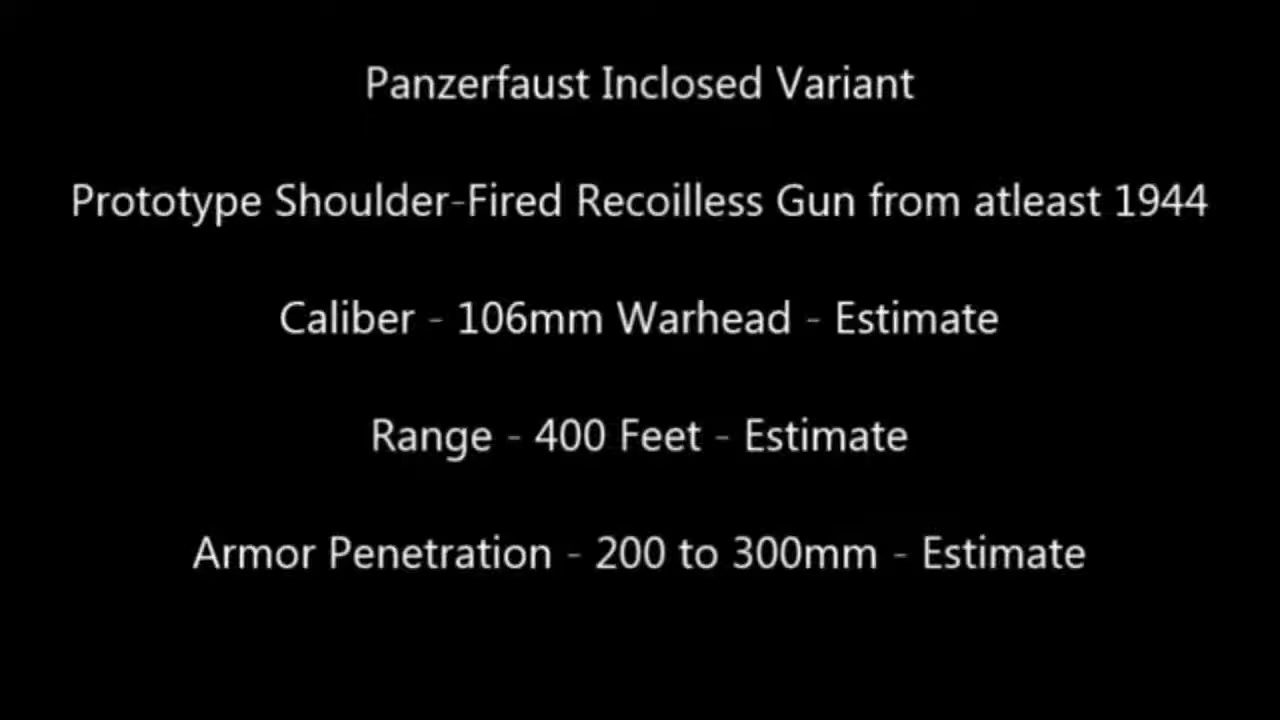 Panzerfaust Inclosed Variant
Prototype Shoulder-Fired Recoilless Gun from atleast 1944
Caliber - 106mm Warhead - Estimate
Range - 400 Feet - Estimate
Armor Penetration - 200 to 300mm - Estimate